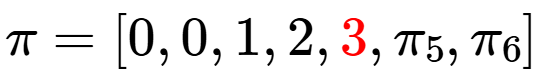 π = [0, 0, 1, 2, 3, π₅, π₆]